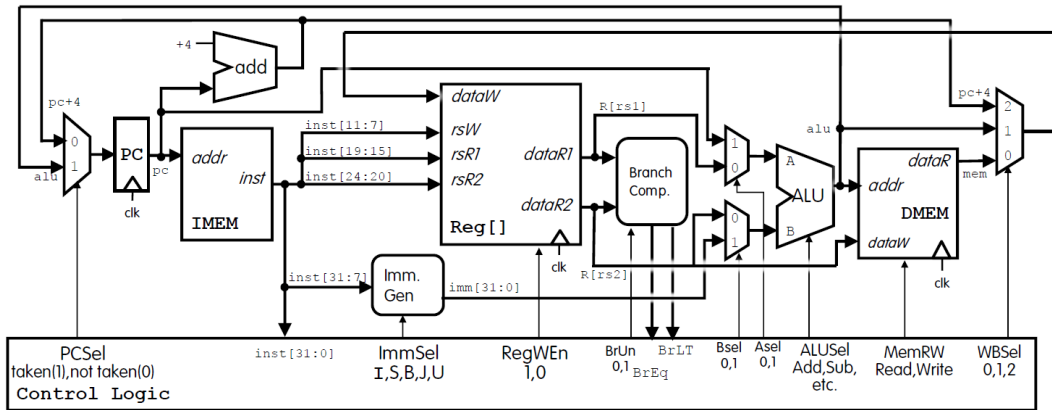 +4
add
pc+4
0
1
alu
PC
pc
clk
addr
inst
IMEM
inst[11:7]
inst[19:15]
inst[24:20]
dataW
rsW
rsR1
rsR2
dataR1
dataR2
Reg[]
clk
R[rs1]
Branch
Comp.
R[rs2]
1
0
0
1
A
ALU
B
alu
addr
dataR
DMEM
dataW
clk
mem
pc+4
2
1
0
inst[31:7]
Imm.
Gen
imm[31:0]
PCSel
taken(1),not taken(0)
inst[31:0]
ImmSel
I,S,B,J,U
RegWEn
1,0
BrUn
0,1
BrEq
BrLT
Bsel
0,1
Asel
0,1
ALUSel
Add,Sub,
etc.
MemRW
Read,Write
WBSel
0,1,2
Control Logic